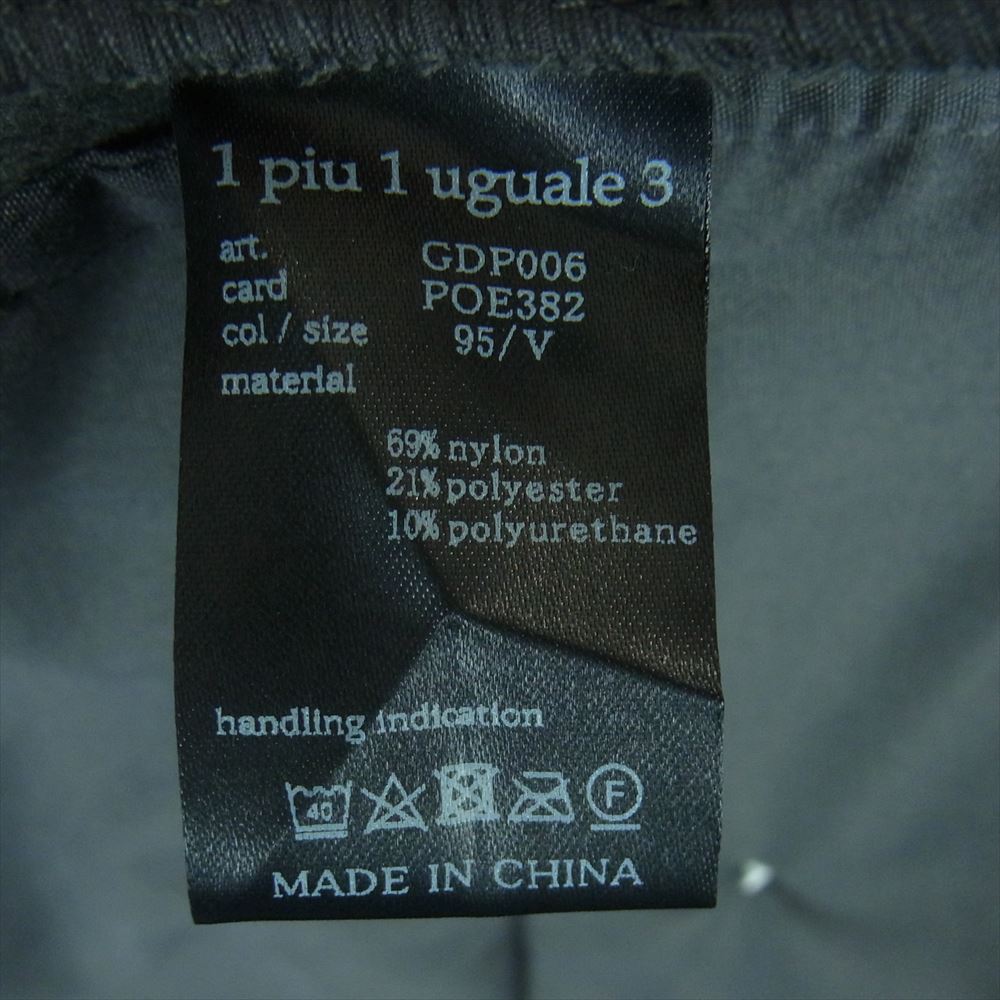 1 piu 1 uguale 3
art. GDP006
card POE382
col / size 95/V
material
69% nylon
21% polyester
10% polyurethane
handling indication
40 F
MADE IN CHINA